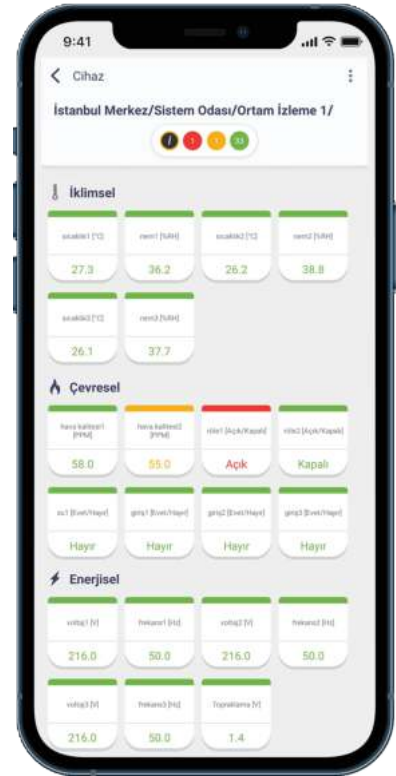 9:41
Cihaz
İstanbul Merkez/Sistem Odası/Ortam İzleme 1/
i 1 1 33
İklimsel
sıcaklık1 [°C] nem1 [%RH] sıcaklık2 [°C] nem2 [%RH]
27.3 36.2 26.2 38.8
sıcaklık3 [°C] nem3 [%RH]
26.1 37.7
Çevresel
hava kalitesi1 [PPM] hava kalitesi2 [PPM] röle1 [Açık/Kapalı] röle2 [Açık/Kapalı]
58.0 55.0 Açık Kapalı
su1 [Evet/Hayır] giriş1 [Evet/Hayır] giriş2 [Evet/Hayır] giriş3 [Evet/Hayır]
Hayır Hayır Hayır Hayır
Enerjisel
voltaj1 [V] frekans1 [Hz] voltaj2 [V] frekans2 [Hz]
216.0 50.0 216.0 50.0
voltaj3 [V] frekans3 [Hz] Topraklama [V]
216.0 50.0 1.4